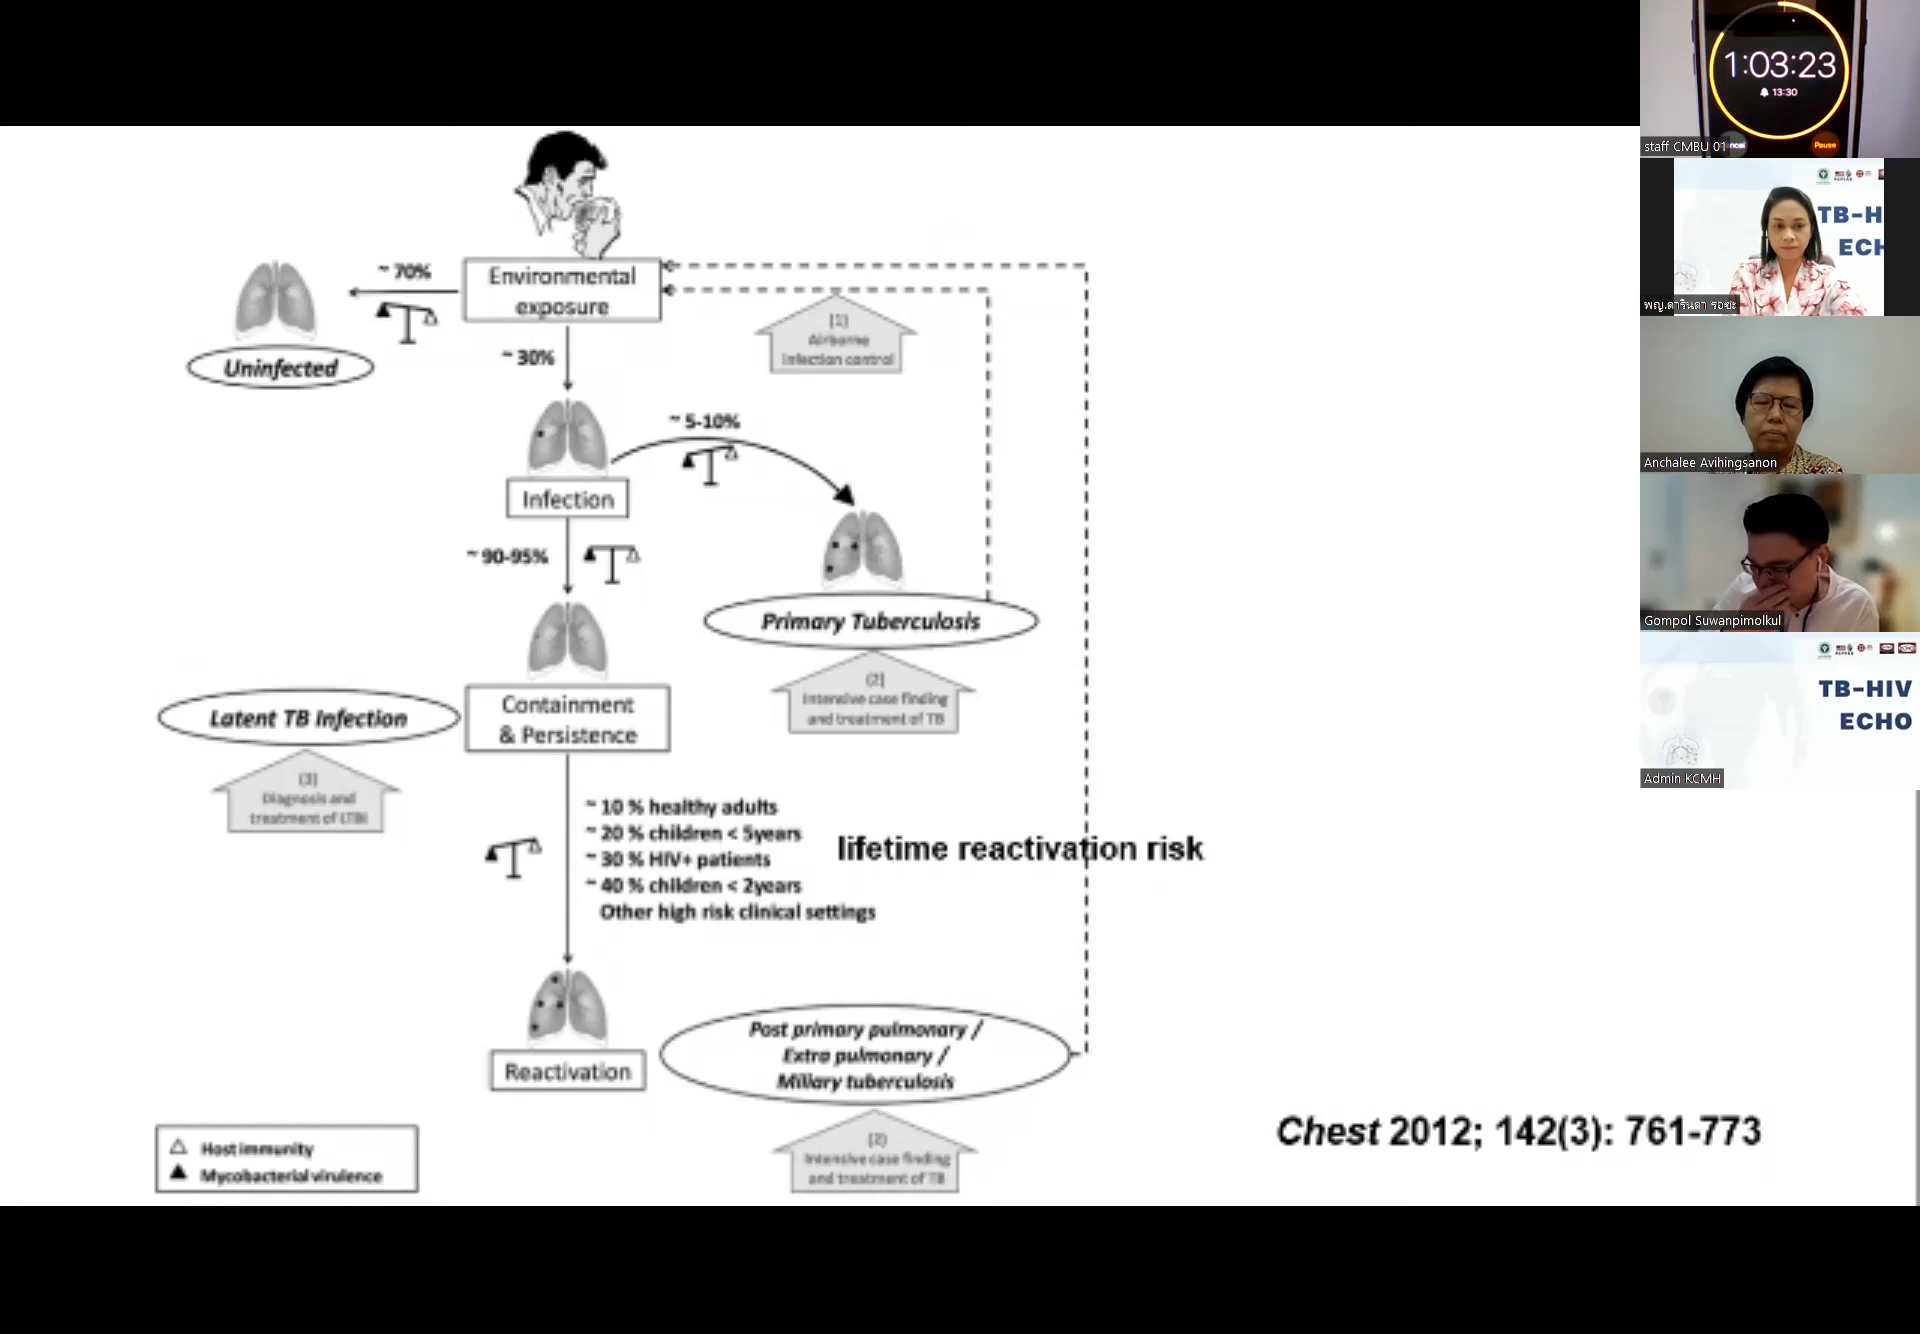 ~ 70%
Environmental
exposure
Uninfected
~ 30%
(1)
Airborne
infection control
~ 5-10%
Infection
~ 90-95%
Primary Tuberculosis
(2)
Intensive case finding
and treatment of TB
Latent TB Infection
Containment
& Persistence
(3)
Diagnosis and
treatment of LTBI
~ 10 % healthy adults
~ 20 % children < 5years
~ 30 % HIV+ patients
~ 40 % children < 2years
Other high risk clinical settings
lifetime reactivation risk
Reactivation
Post primary pulmonary /
Extra pulmonary /
Miliary tuberculosis
(2)
Intensive case finding
and treatment of TB
Host immunity
Mycobacterial virulence
Chest 2012; 142(3): 761-773
1:03:23
13:30
Pause
staff CMBU 01
TB-H
ECH
พญ.ดารินดา รอซะ
Anchalee Avihingsanon
Gompol Suwanpimolkul
TB-HIV
ECHO
Admin KCMH